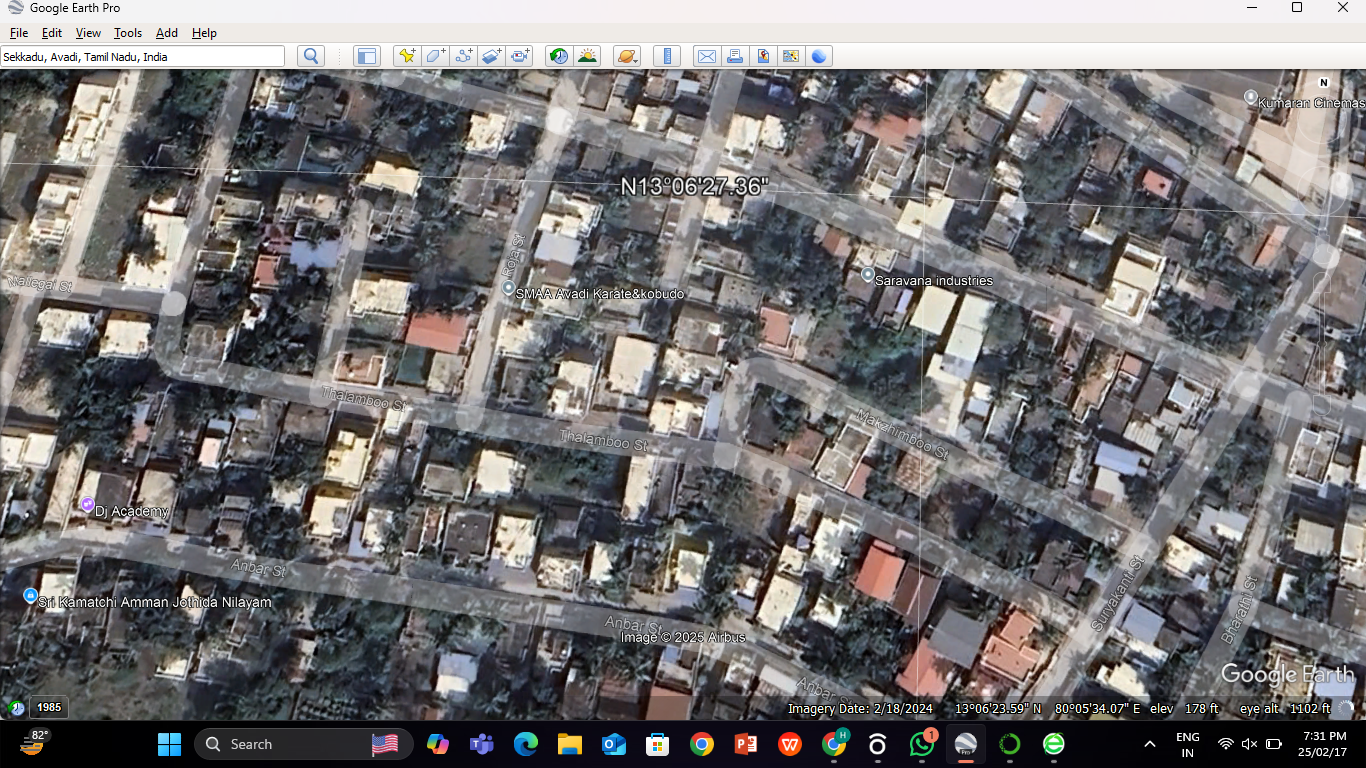 Google Earth Pro
File Edit View Tools Add Help
Sekkadu, Avadi, Tamil Nadu, India
N
Kumaran Cinemas
N13°06'27.36"
Roja St
Saravana industries
SMAA Avadi Karate&kobudo
Thalamboo St
Thalamboo St
Makzhimboo St
Dj Academy
Anbar St
Suryakanti St
Bharathi St
Sri Kamatchi Amman Jothida Nilayam
Anbar St
Image © 2025 Airbus
Google Earth
Anbar St
1985
Imagery Date: 2/18/2024 13°06'23.59" N 80°05'34.07" E elev 178 ft eye alt 1102 ft
82°
Search
H
1
Pro
ENG
IN
7:31 PM
25/02/17